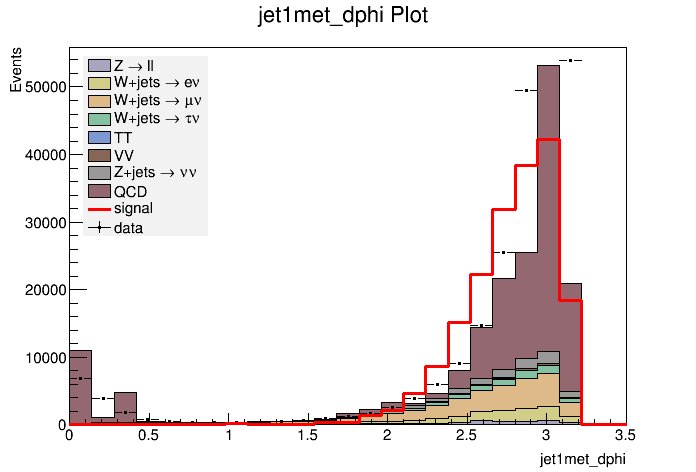 jet1met_dphi Plot
Events
50000
40000
30000
20000
10000
0
Z → ll
W+jets → eν
W+jets → μν
W+jets → τν
TT
VV
Z+jets → νν
QCD
signal
data
0 0.5 1 1.5 2 2.5 3 3.5
jet1met_dphi